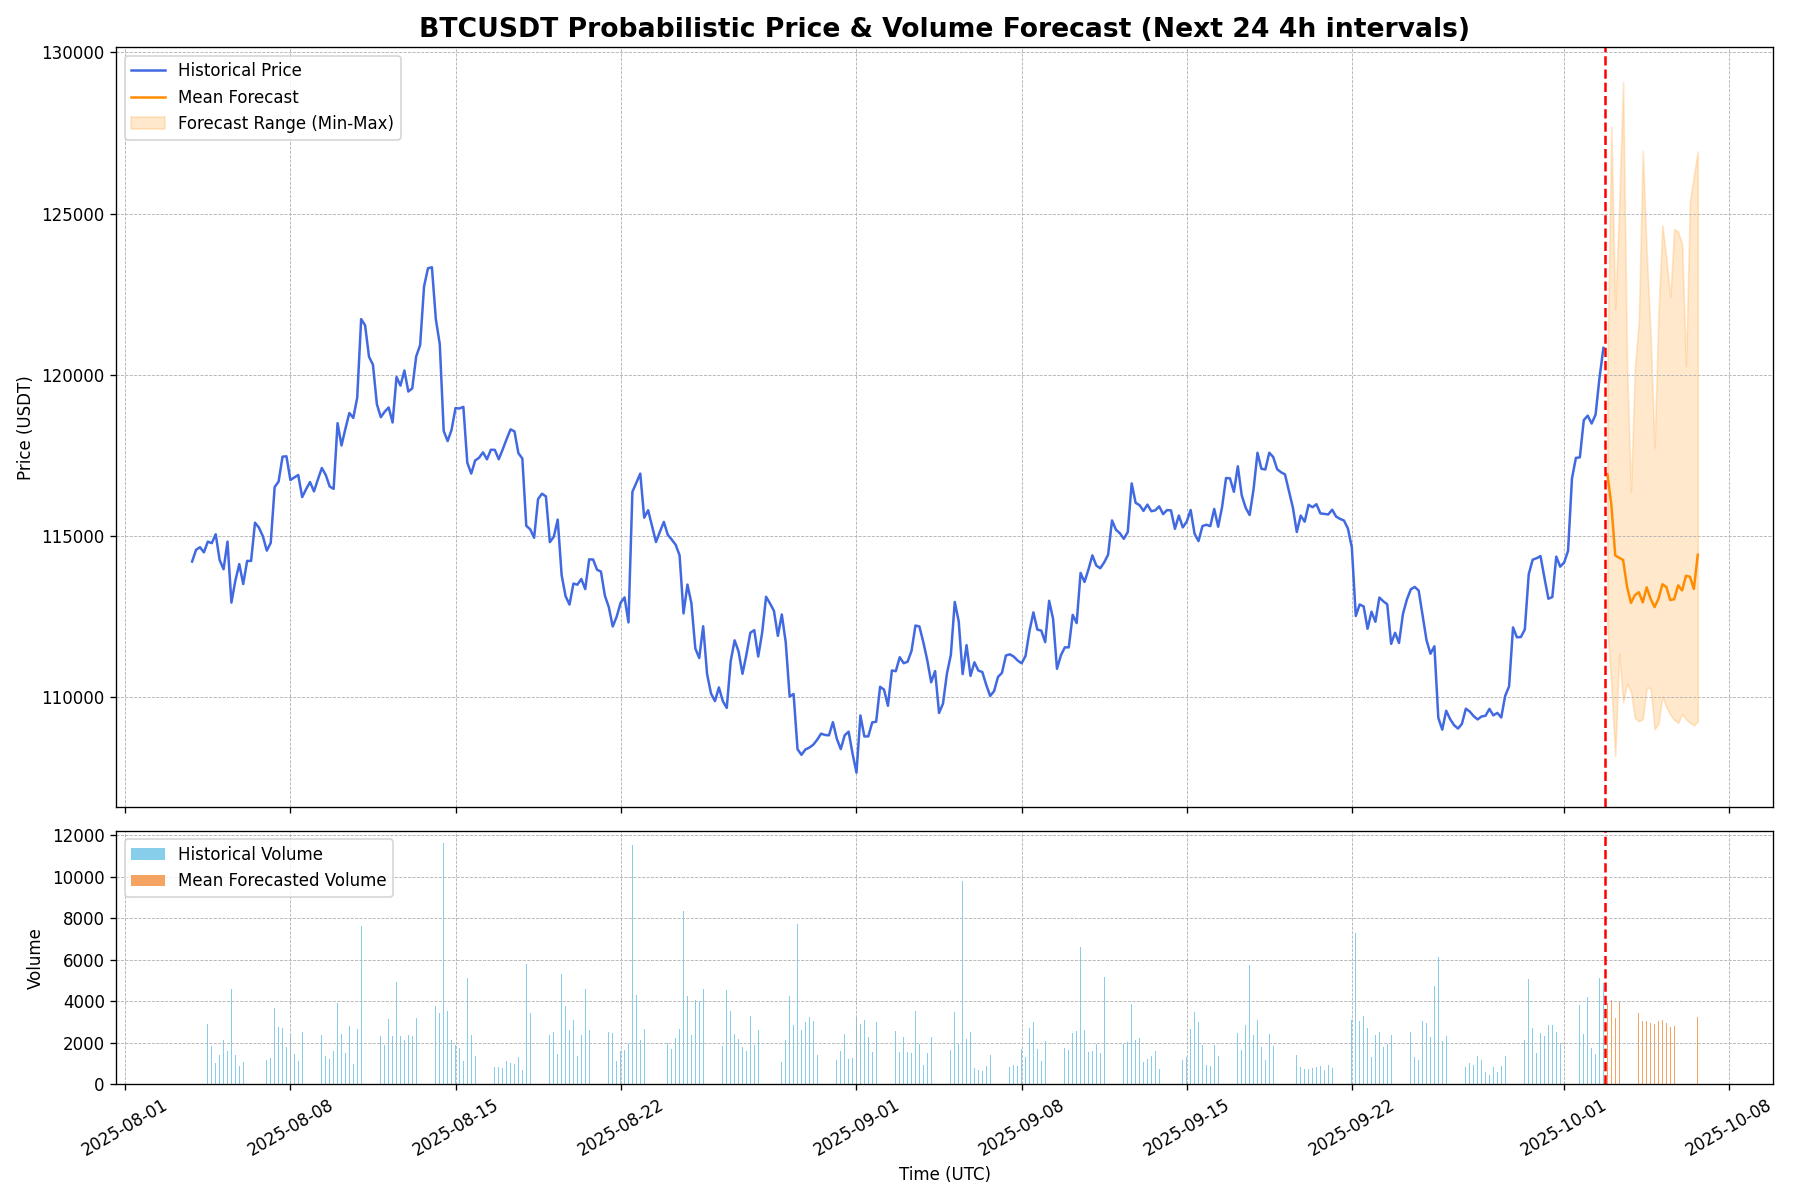 BTCUSDT Probabilistic Price & Volume Forecast (Next 24 4h intervals)
130000
125000
120000
115000
110000
Price (USDT)
Historical Price
Mean Forecast
Forecast Range (Min-Max)
12000
10000
8000
6000
4000
2000
0
Volume
Historical Volume
Mean Forecasted Volume
2025-08-01
2025-08-08
2025-08-15
2025-08-22
2025-09-01
2025-09-08
2025-09-15
2025-09-22
2025-10-01
2025-10-08
Time (UTC)